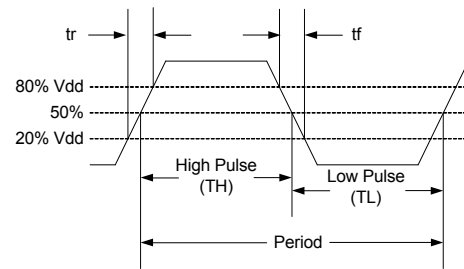 tr
tf
80% Vdd
50%
20% Vdd
High Pulse
(TH)
Low Pulse
(TL)
Period